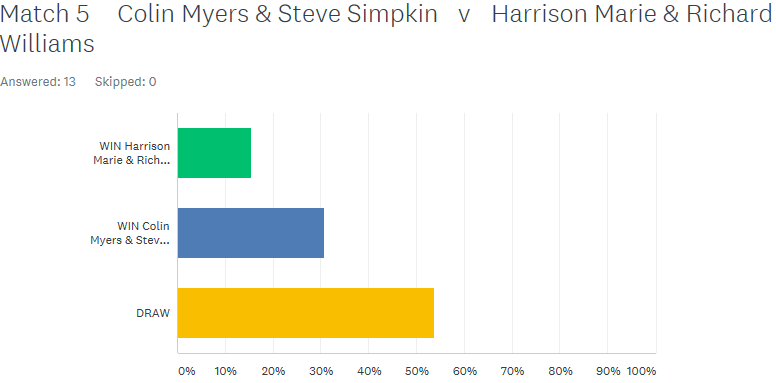 Match 5 Colin Myers & Steve Simpkin v Harrison Marie & Richard
Williams
Answered: 13 Skipped: 0
WIN Harrison
Marie & Rich...
WIN Colin
Myers & Stev...
DRAW
0% 10% 20% 30% 40% 50% 60% 70% 80% 90% 100%